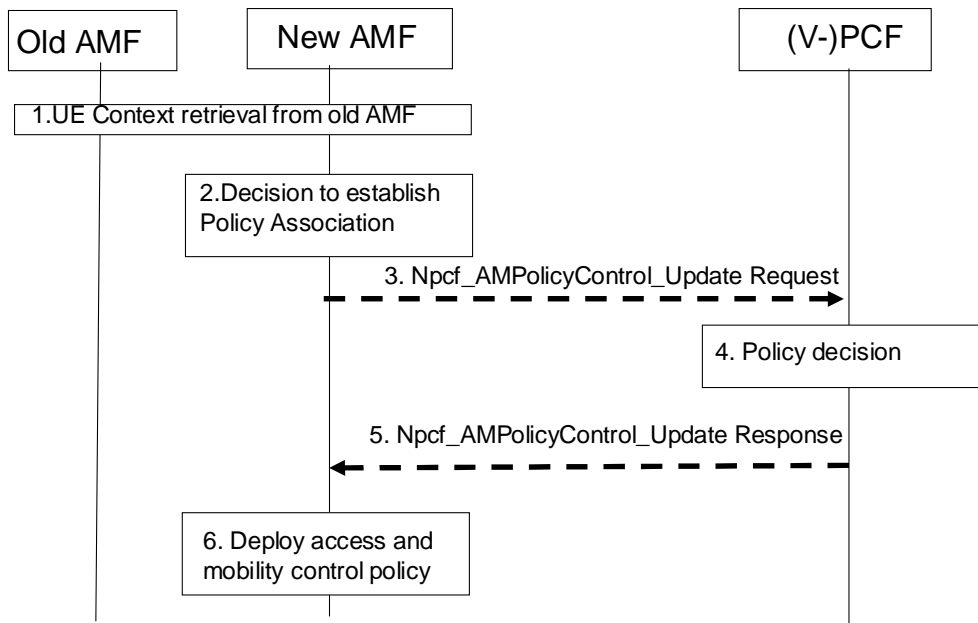 Old AMF
New AMF
(V-)PCF
1.UE Context retrieval from old AMF
2.Decision to establish
Policy Association
3. Npcf_AMPolicyControl_Update Request
4. Policy decision
5. Npcf_AMPolicyControl_Update Response
6. Deploy access and
mobility control policy